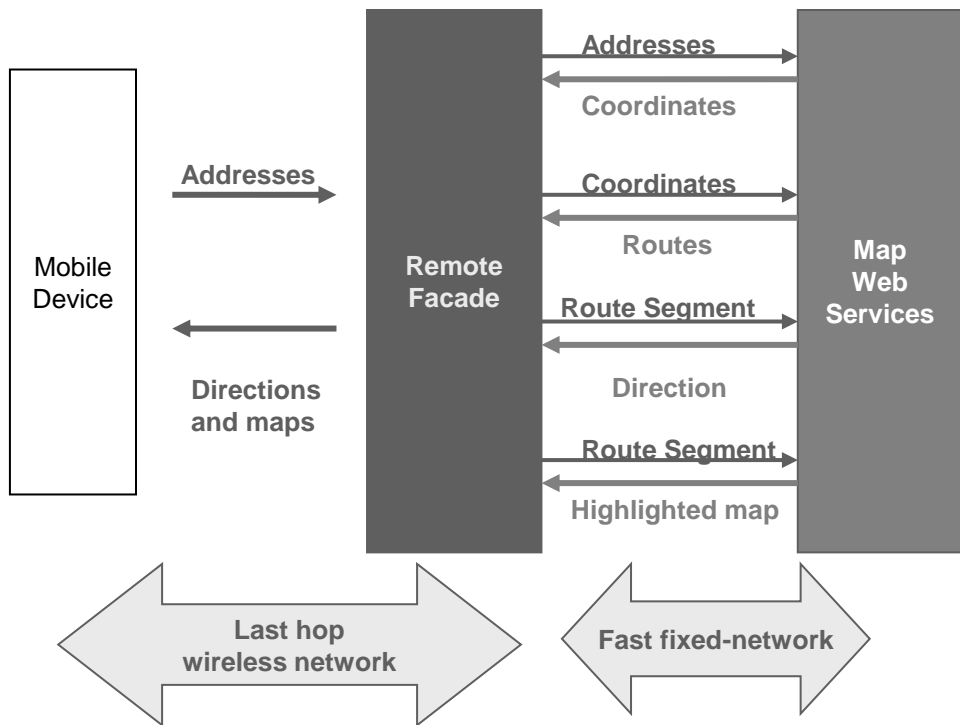 Mobile
Device
Addresses
Directions
and maps
Remote
Facade
Addresses
Coordinates
Coordinates
Routes
Route Segment
Direction
Route Segment
Highlighted map
Map
Web
Services
Last hop
wireless network
Fast fixed-network